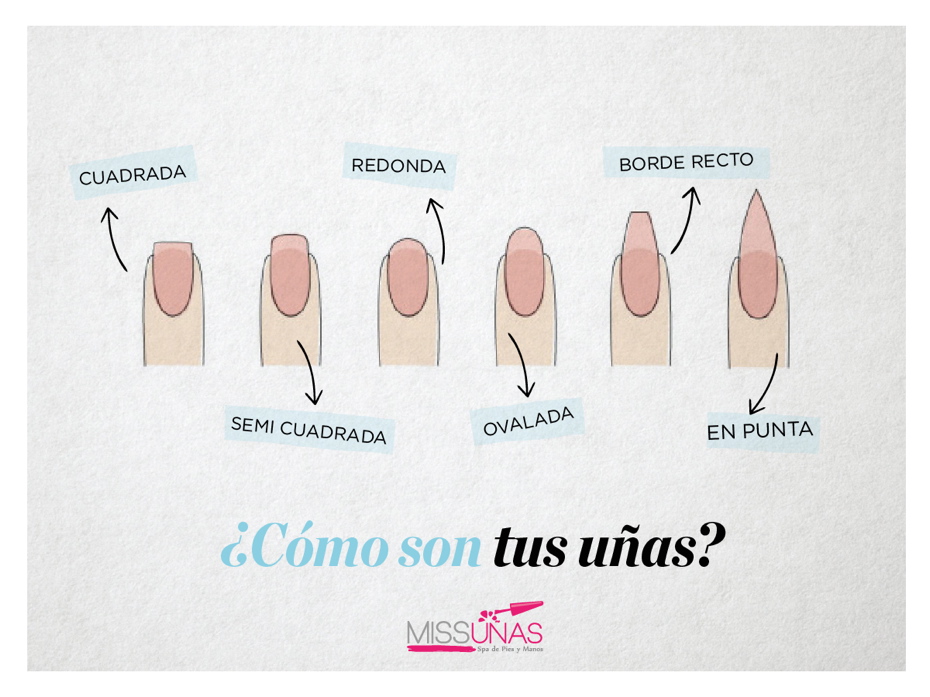 CUADRADA
REDONDA
BORDE RECTO
SEMI CUADRADA
OVALADA
EN PUNTA
¿Cómo son tus uñas?
MISSUÑAS
Spa de Pies y Manos